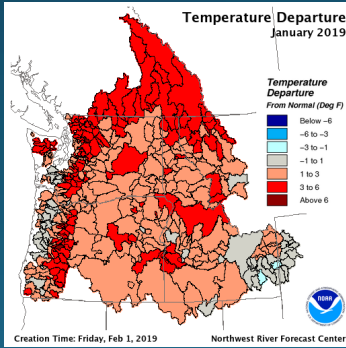 Temperature Departure
January 2019
Temperature
Departure
From Normal (Deg F)
Below -6
-6 to -3
-3 to -1
-1 to 1
1 to 3
3 to 6
Above 6
NOAA
Creation Time: Friday, Feb 1, 2019
Northwest River Forecast Center